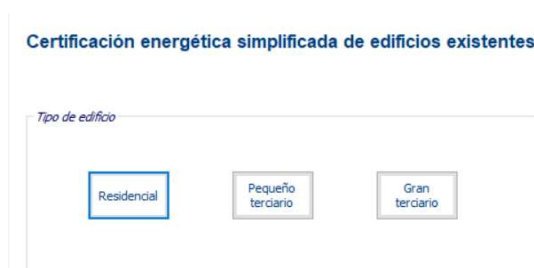 Certificación energética simplificada de edificios existentes
Tipo de edificio
Residencial
Pequeño
terciario
Gran
terciario